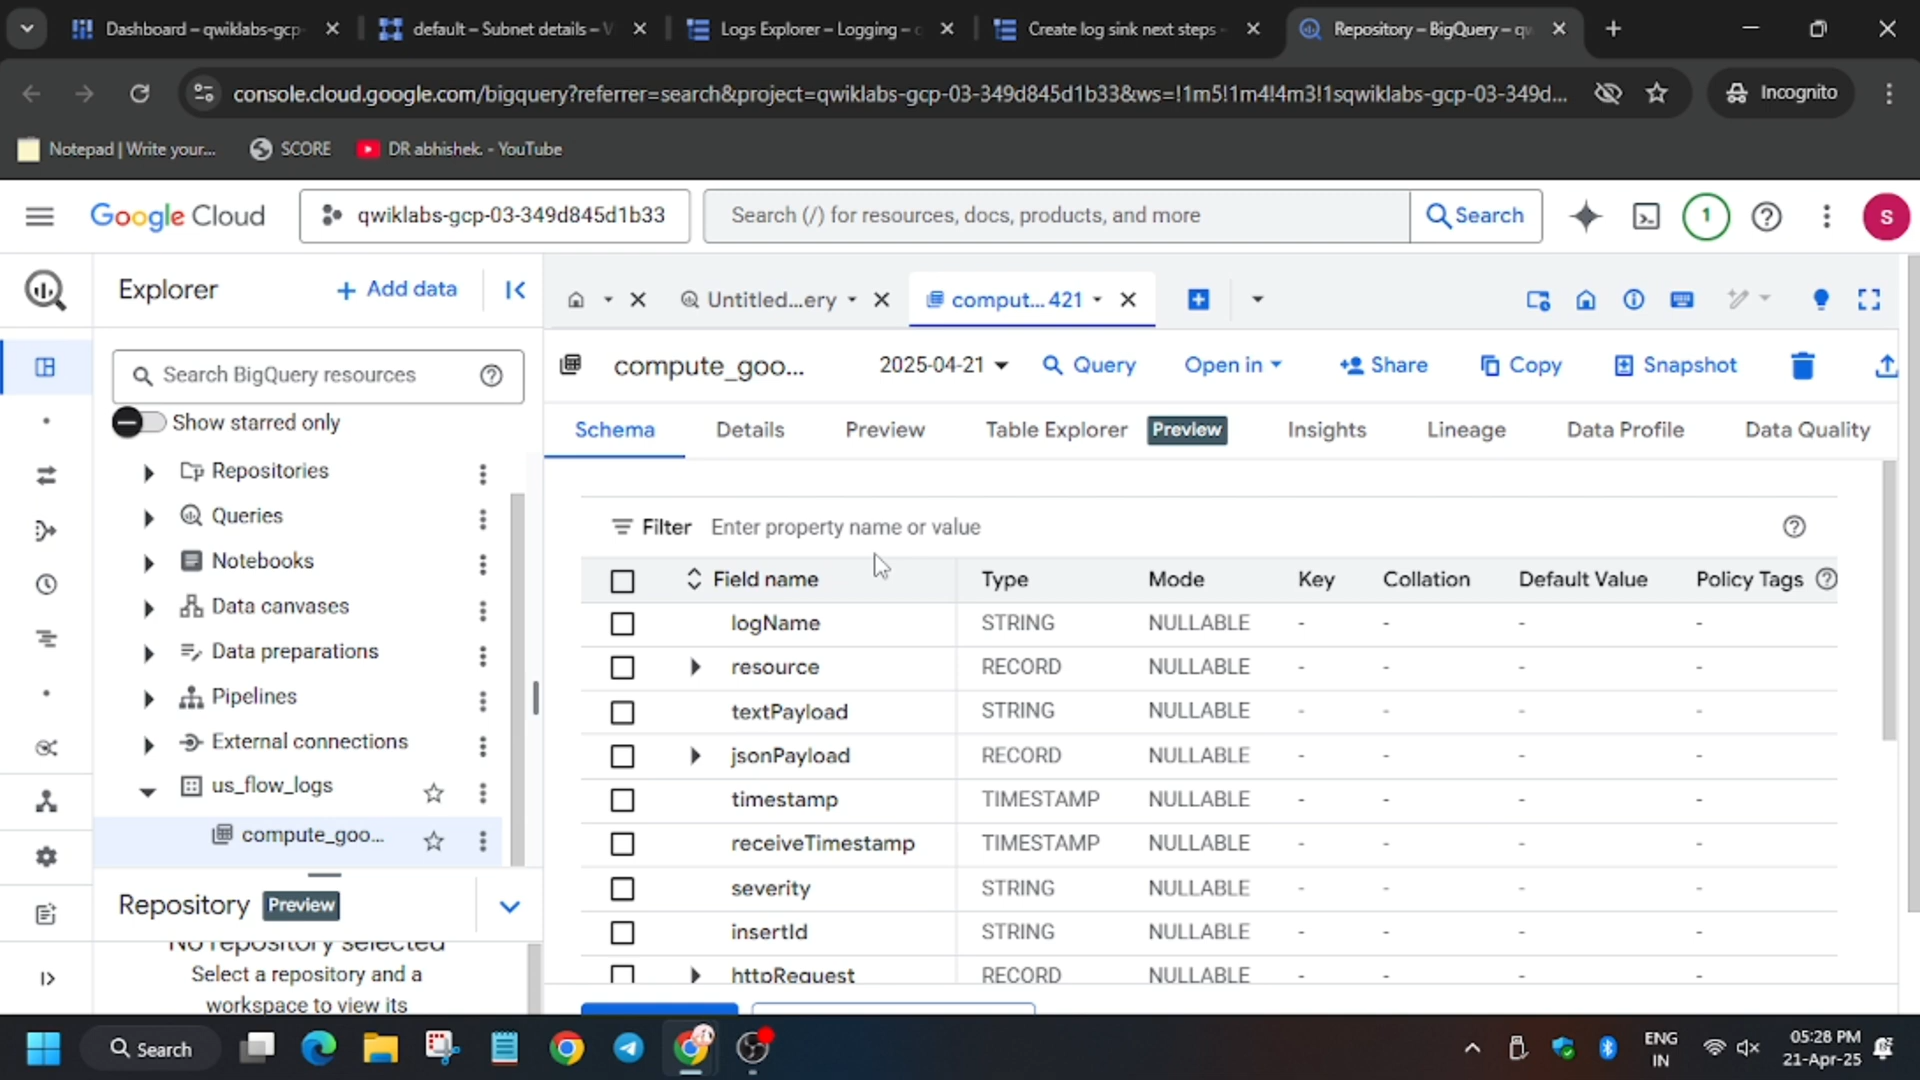 Dashboard – qwiklabs-gcp-
default – Subnet details – V
Logs Explorer – Logging –
Create log sink next steps -
Repository – BigQuery – qw
console.cloud.google.com/bigquery?referrer=search&project=qwiklabs-gcp-03-349d845d1b33&ws=!1m5!1m4!4m3!1sqwiklabs-gcp-03-349d...
Incognito
Notepad | Write your...
SCORE
DR abhishek. - YouTube
Google Cloud
qwiklabs-gcp-03-349d845d1b33
Search (/) for resources, docs, products, and more
Search
1
S
Explorer
+ Add data
Untitled...ery
comput... 421
Search BigQuery resources
compute_goo...
2025-04-21
Query
Open in
Share
Copy
Snapshot
Show starred only
Schema
Details
Preview
Table Explorer
Preview
Insights
Lineage
Data Profile
Data Quality
Repositories
Queries
Notebooks
Data canvases
Data preparations
Pipelines
External connections
us_flow_logs
compute_goo...
Filter
Enter property name or value
Field name
Type
Mode
Key
Collation
Default Value
Policy Tags
logName STRING NULLABLE - - - -
resource RECORD NULLABLE - - - -
textPayload STRING NULLABLE - - - -
jsonPayload RECORD NULLABLE - - - -
timestamp TIMESTAMP NULLABLE - - - -
receiveTimestamp TIMESTAMP NULLABLE - - - -
severity STRING NULLABLE - - - -
insertId STRING NULLABLE - - - -
httpRequest RECORD NULLABLE - - - -
Repository
Preview
No repository selected
Select a repository and a
workspace to view its
Search
ENG
IN
05:28 PM
21-Apr-25